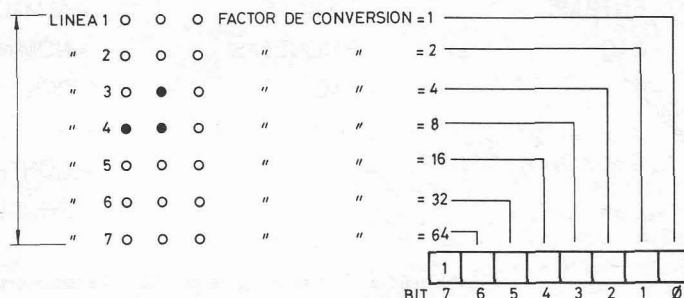 LINEA 1 FACTOR DE CONVERSION = 1
" 2 " " = 2
" 3 " " = 4
" 4 " " = 8
" 5 " " = 16
" 6 " " = 32
" 7 " " = 64
1
BIT 7 6 5 4 3 2 1 Ø